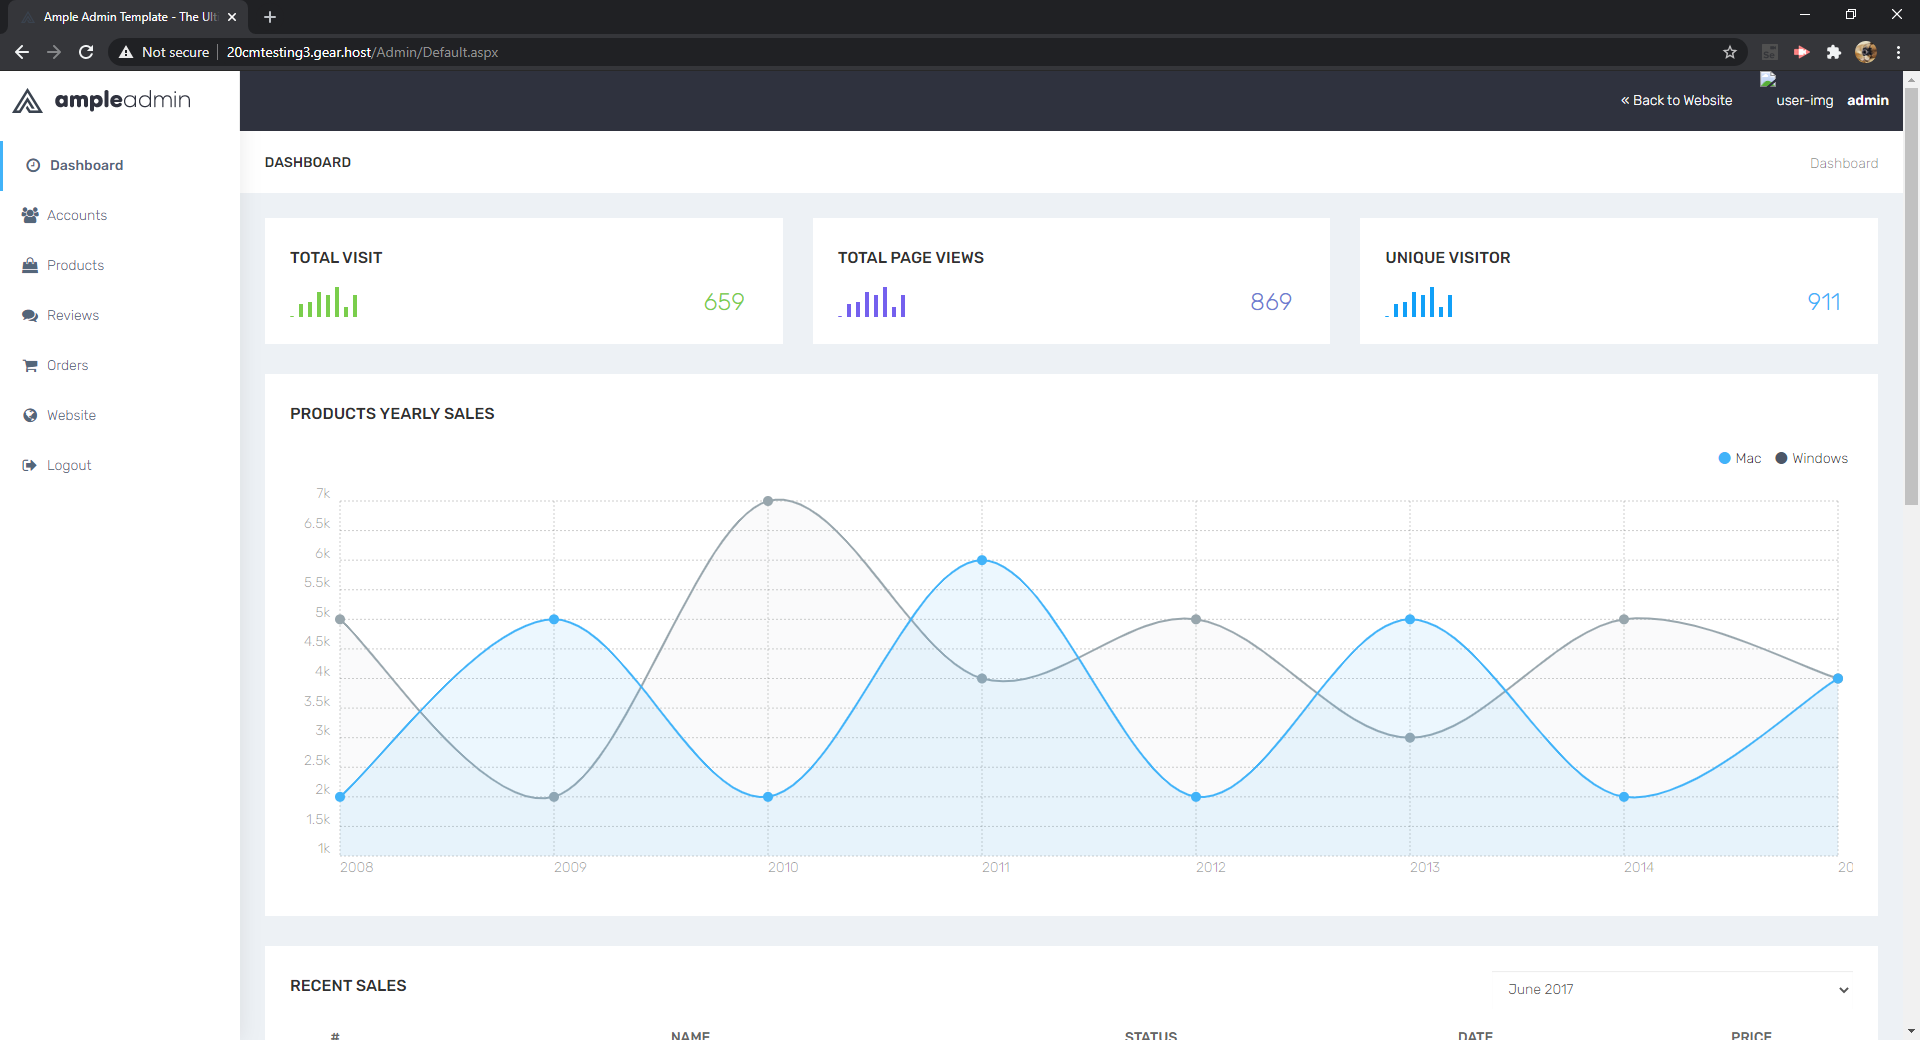 Ample Admin Template - The Ult
Not secure
20cmtesting3.gear.host/Admin/Default.aspx
ampleadmin
« Back to Website
user-img
admin
Dashboard
Accounts
Products
Reviews
Orders
Website
Logout
DASHBOARD
Dashboard
TOTAL VISIT
659
TOTAL PAGE VIEWS
869
UNIQUE VISITOR
911
PRODUCTS YEARLY SALES
Mac
Windows
7k
6.5k
6k
5.5k
5k
4.5k
4k
3.5k
3k
2.5k
2k
1.5k
1k
2008 2009 2010 2011 2012 2013 2014 20
RECENT SALES
June 2017
# NAME STATUS DATE PRICE